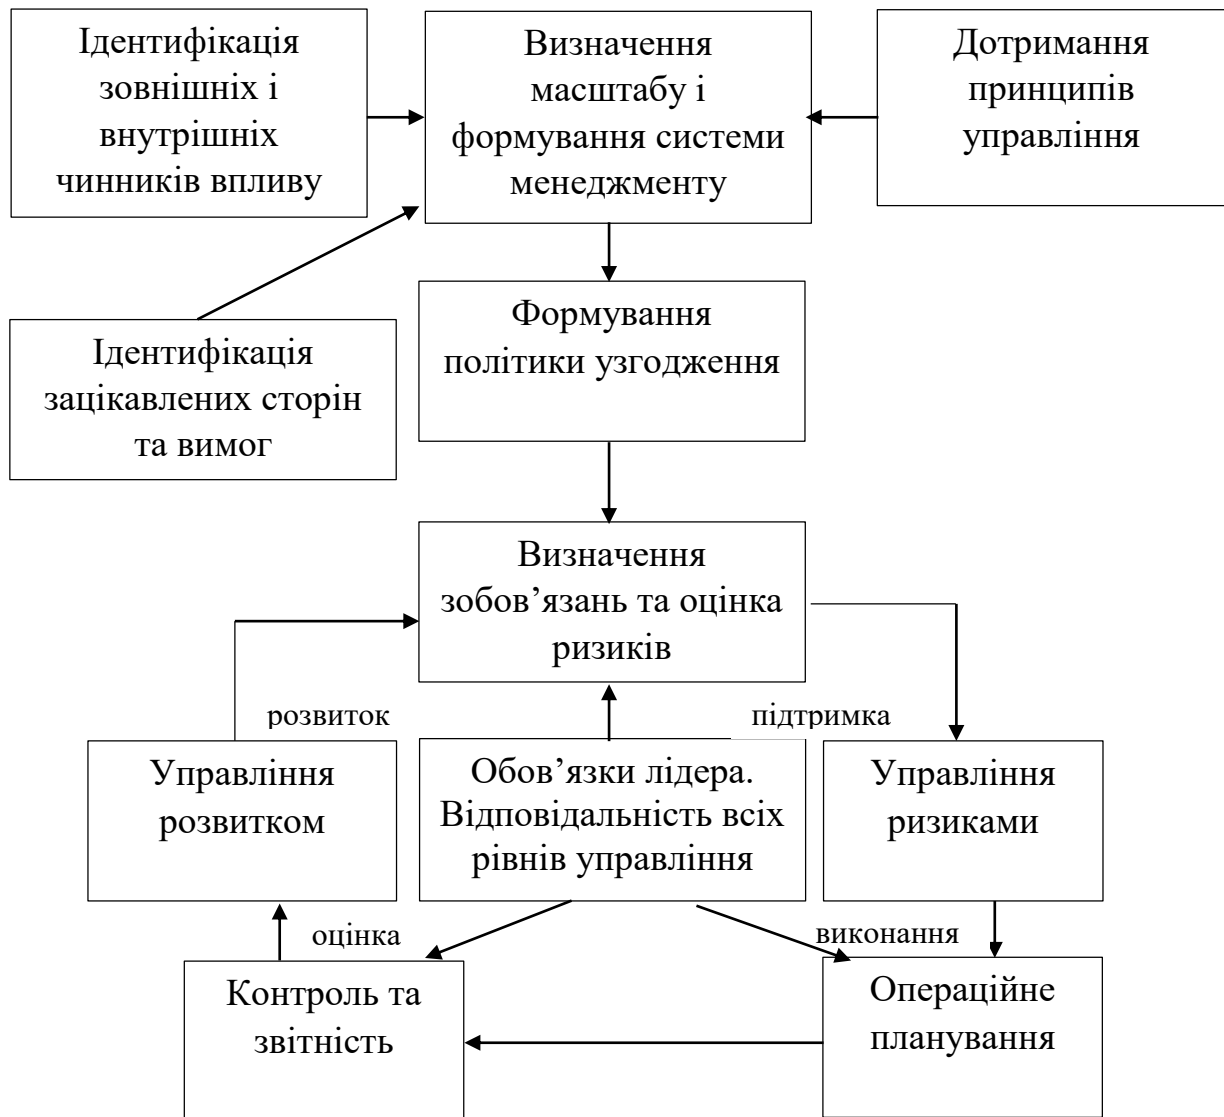 Ідентифікація
зовнішніх і
внутрішніх
чинників впливу
Визначення
масштабу і
формування системи
менеджменту
Дотримання
принципів
управління
Ідентифікація
зацікавлених сторін
та вимог
Формування
політики узгодження
Визначення
зобов’язань та оцінка
ризиків
розвиток
підтримка
Управління
розвитком
Обов’язки лідера.
Відповідальність всіх
рівнів управління
Управління
ризиками
оцінка
виконання
Контроль та
звітність
Операційне
планування